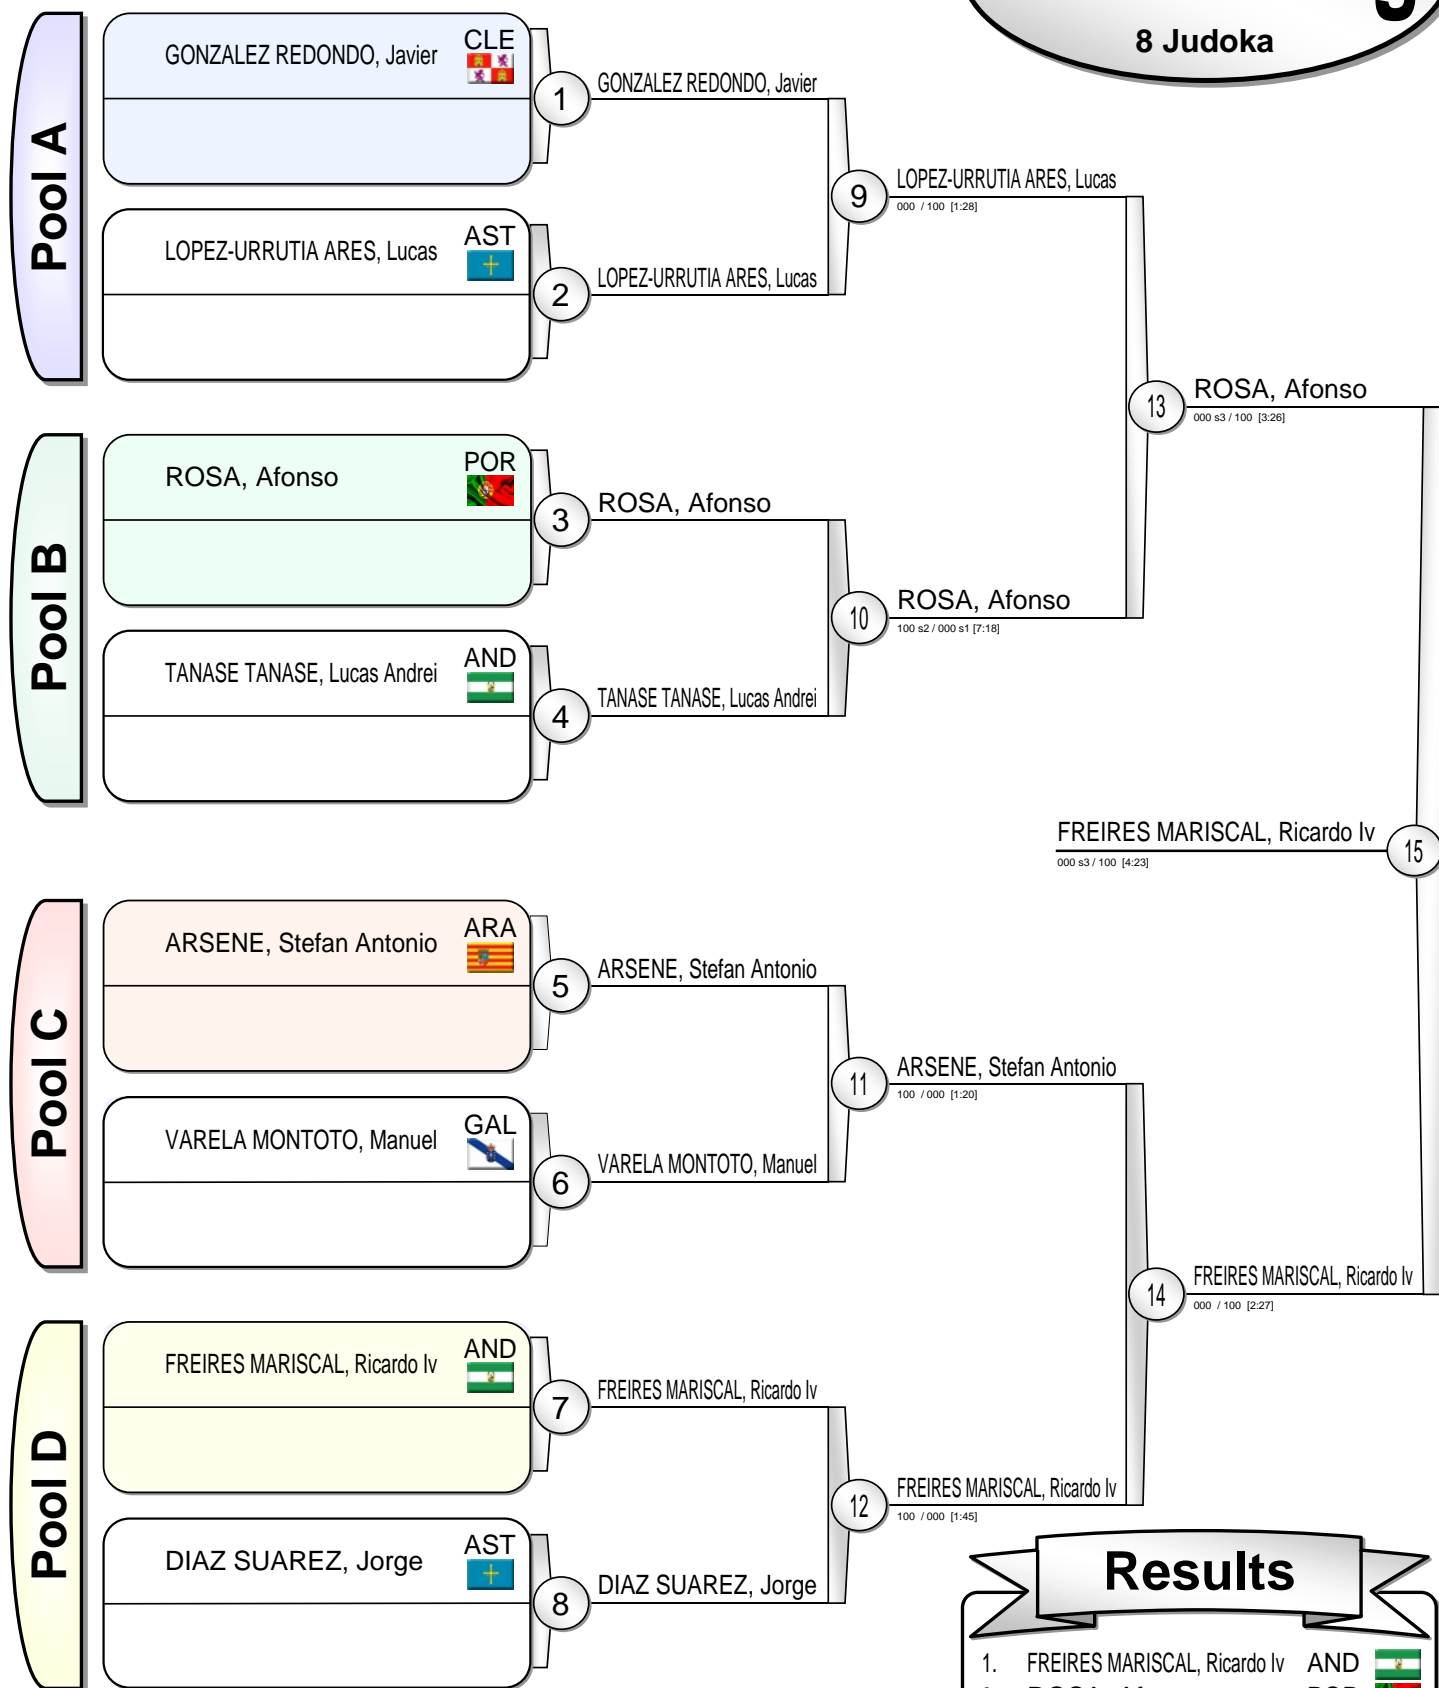 8 Judoka
Pool A
GONZALEZ REDONDO, Javier
CLE
1
GONZALEZ REDONDO, Javier
LOPEZ-URRUTIA ARES, Lucas
AST
2
LOPEZ-URRUTIA ARES, Lucas
9
LOPEZ-URRUTIA ARES, Lucas
000 / 100 [1:28]
Pool B
ROSA, Afonso
POR
3
ROSA, Afonso
TANASE TANASE, Lucas Andrei
AND
4
TANASE TANASE, Lucas Andrei
10
ROSA, Afonso
100 s2 / 000 s1 [7:18]
13
ROSA, Afonso
000 s3 / 100 [3:26]
FREIRES MARISCAL, Ricardo Iv
000 s3 / 100 [4:23]
15
Pool C
ARSENE, Stefan Antonio
ARA
5
ARSENE, Stefan Antonio
VARELA MONTOTO, Manuel
GAL
6
VARELA MONTOTO, Manuel
11
ARSENE, Stefan Antonio
100 / 000 [1:20]
Pool D
FREIRES MARISCAL, Ricardo Iv
AND
7
FREIRES MARISCAL, Ricardo Iv
DIAZ SUAREZ, Jorge
AST
8
DIAZ SUAREZ, Jorge
12
FREIRES MARISCAL, Ricardo Iv
100 / 000 [1:45]
14
FREIRES MARISCAL, Ricardo Iv
000 / 100 [2:27]
Results
1. FREIRES MARISCAL, Ricardo Iv AND